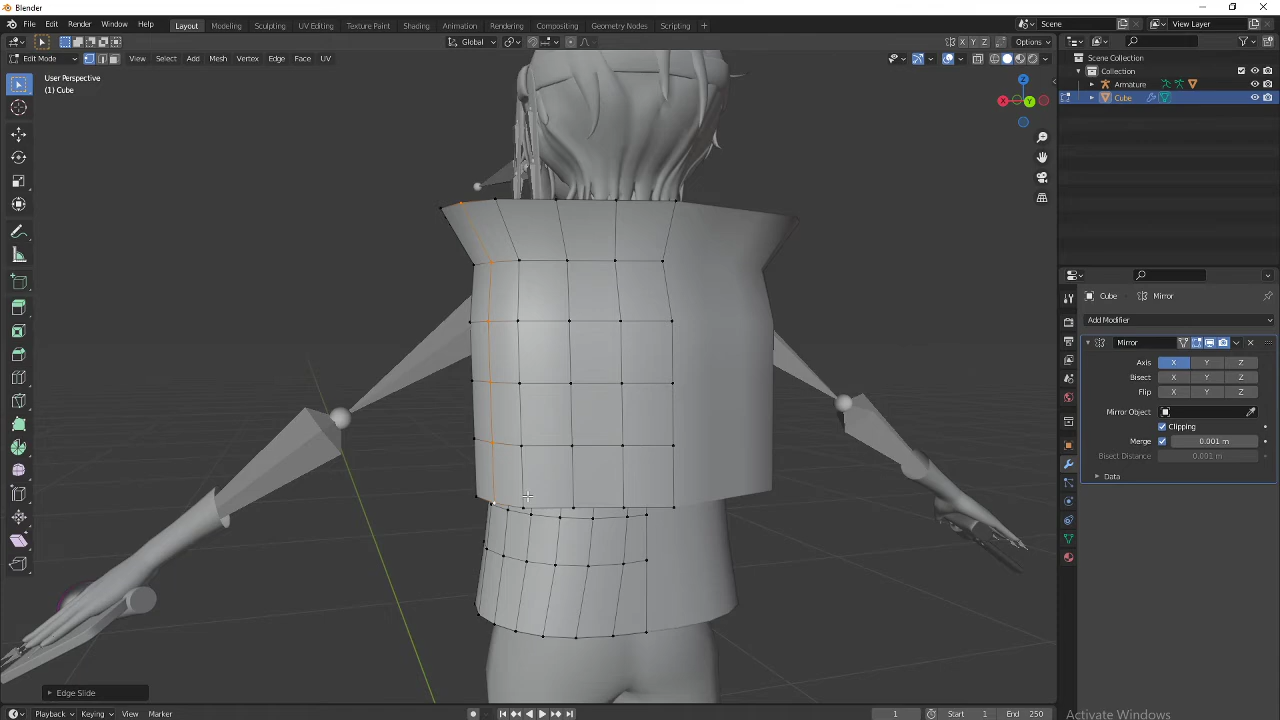 Blender
File Edit Render Window Help Layout Modeling Sculpting UV Editing Texture Paint Shading Animation Rendering Compositing Geometry Nodes Scripting + Scene View Layer
Global X Y Z Options
Edit Mode View Select Add Mesh Vertex Edge Face UV
User Perspective
(1) Cube
Z
X Y
Edge Slide
Scene Collection
Collection
Armature
Cube
Cube Mirror
Add Modifier
Mirror
Axis X Y Z
Bisect X Y Z
Flip X Y Z
Mirror Object
Clipping
Merge 0.001 m
Bisect Distance 0.001 m
Data
Playback Keying View Marker 1 Start 1 End 250
Activate Windows